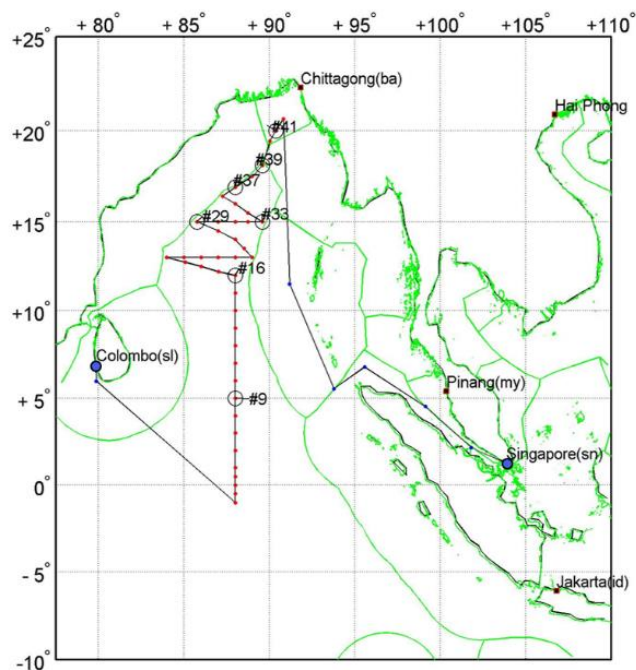 + 80° + 85° + 90° + 95° +100° +105° +110°
+25°
Chittagong(ba)
Hai Phong
#41
+20°
#39
#37
#29 #33
+15°
#16
+10°
Colombo(sl)
Pinang(my)
+ 5°
#9
Singapore(sn)
0°
- 5°
Jakarta(id)
-10°